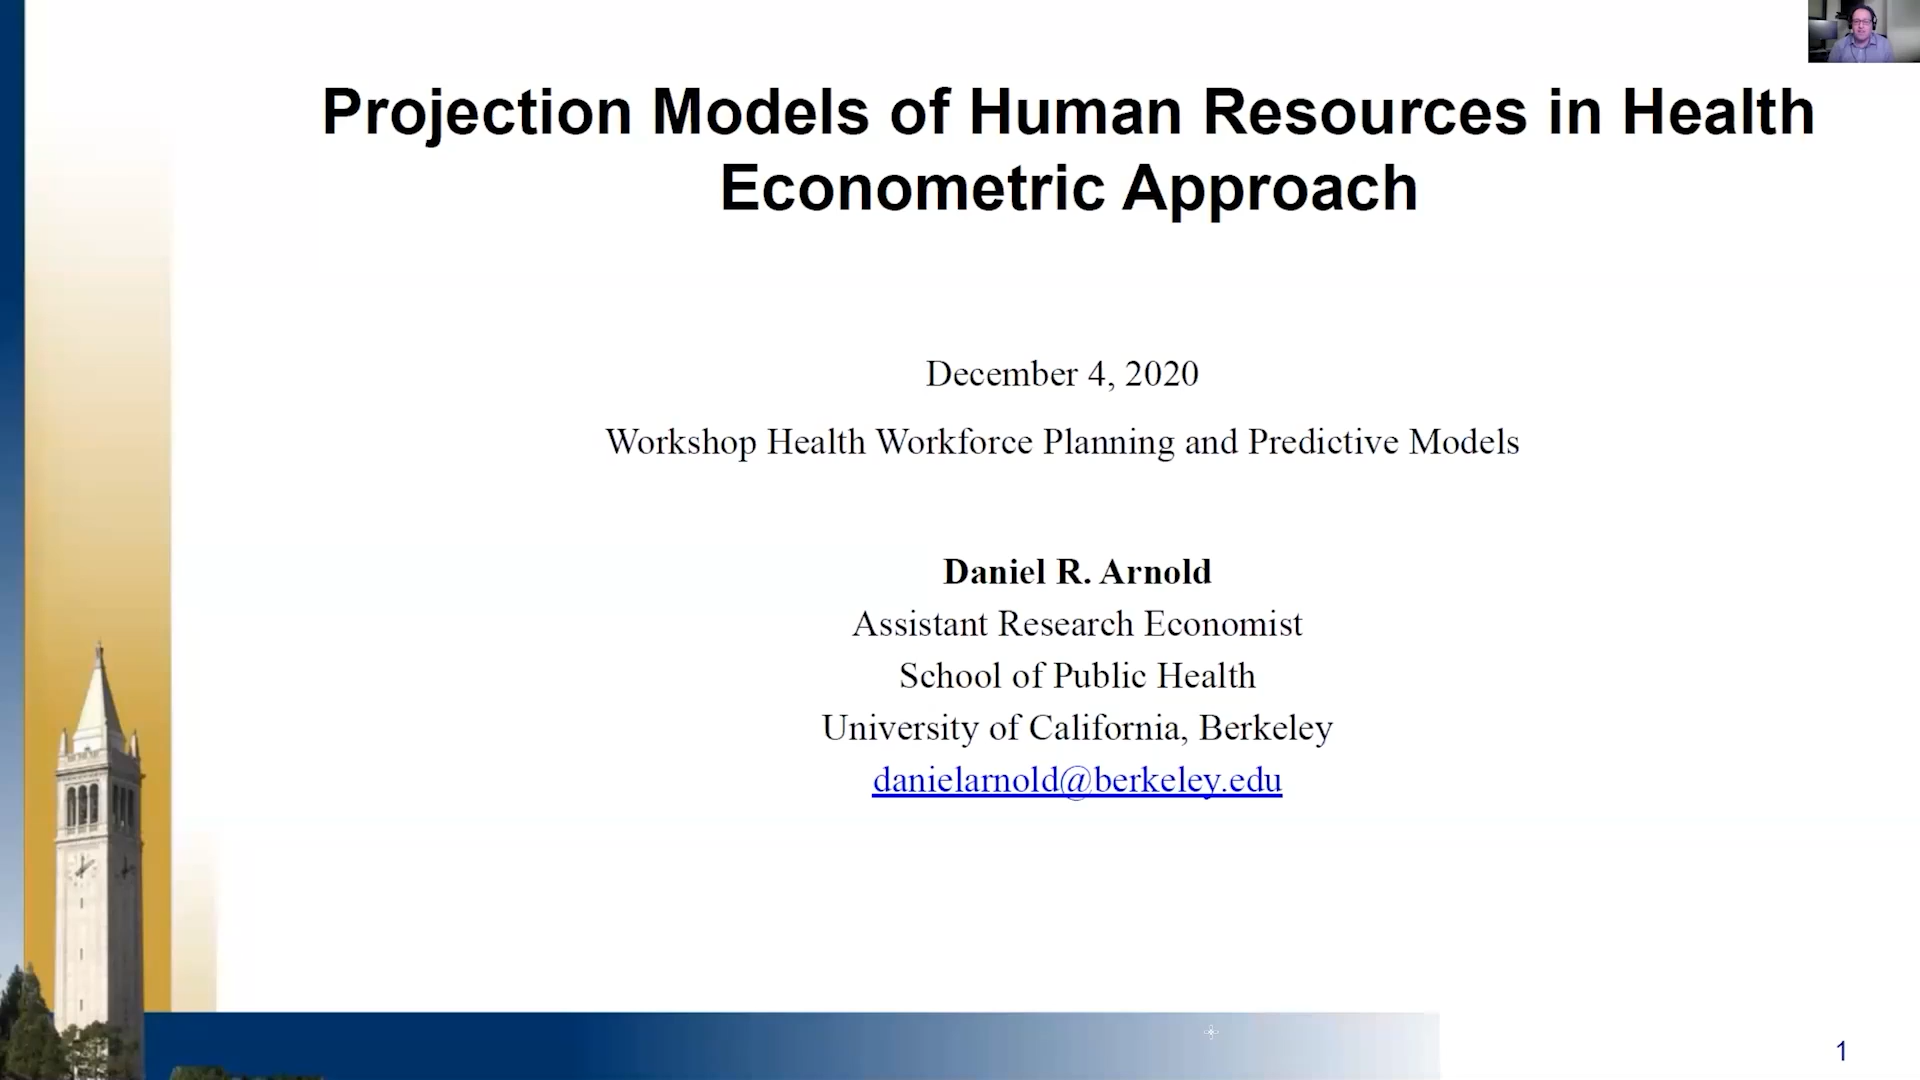 Projection Models of Human Resources in Health
Econometric Approach
December 4, 2020
Workshop Health Workforce Planning and Predictive Models
Daniel R. Arnold
Assistant Research Economist
School of Public Health
University of California, Berkeley
danielarnold@berkeley.edu
1